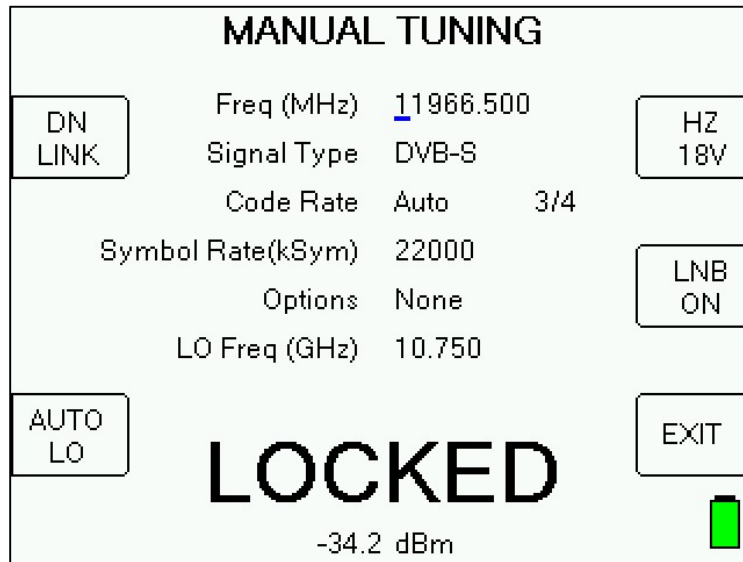 MANUAL TUNING
DN
LINK
Freq (MHz) 11966.500
HZ
18V
Signal Type DVB-S
Code Rate Auto 3/4
Symbol Rate(kSym) 22000
LNB
ON
Options None
LO Freq (GHz) 10.750
AUTO
LO
LOCKED
EXIT
-34.2 dBm